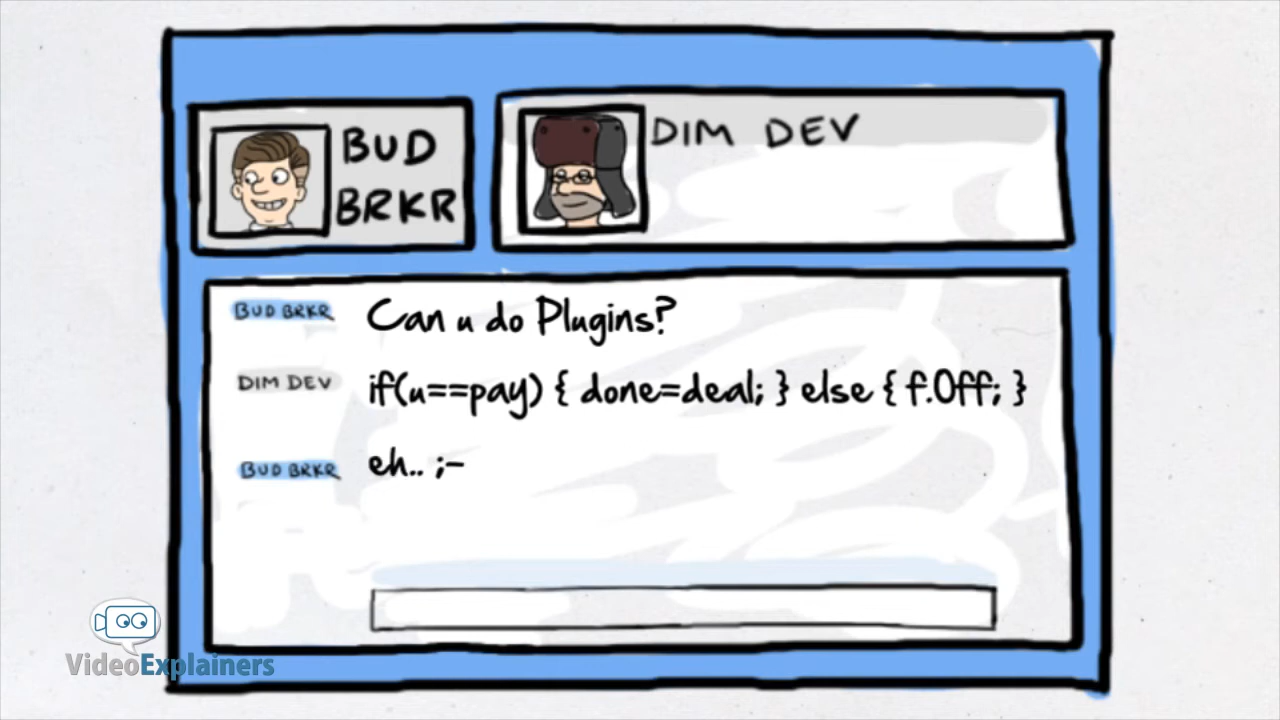 BUD
BRKR
DIM DEV
BUD BRKR Can u do Plugins?
DIM DEV if(u==pay) { done=deal; } else { f.Off; }
BUD BRKR eh.. ;-
VideoExplainers